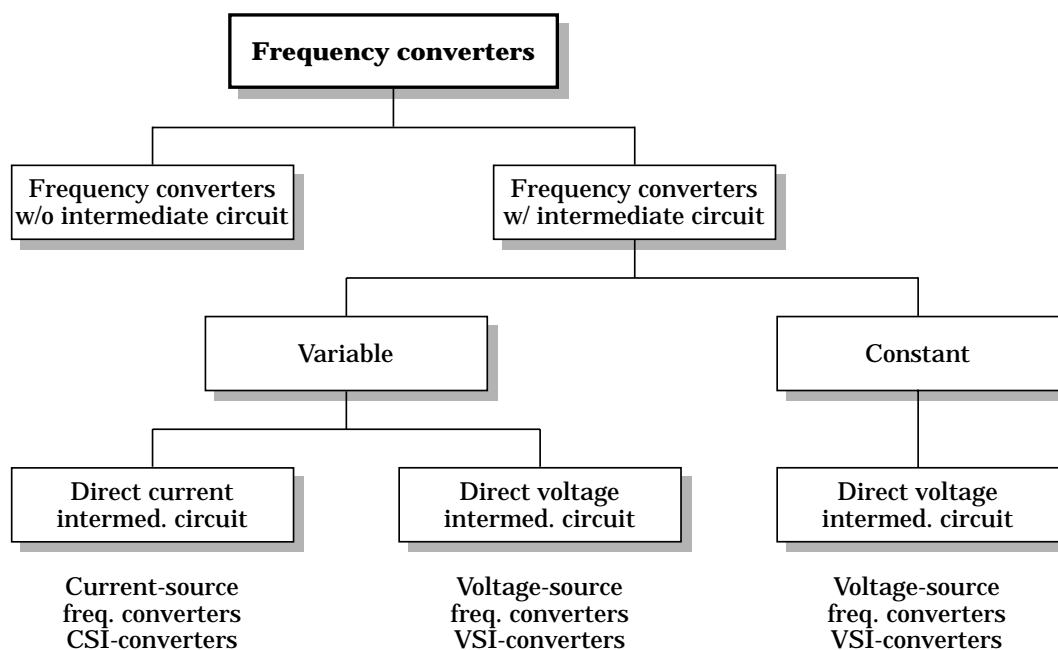 Frequency converters
Frequency converters
w/o intermediate circuit
Frequency converters
w/ intermediate circuit
Variable
Constant
Direct current
intermed. circuit
Direct voltage
intermed. circuit
Direct voltage
intermed. circuit
Current-source
freq. converters
CSI-converters
Voltage-source
freq. converters
VSI-converters
Voltage-source
freq. converters
VSI-converters